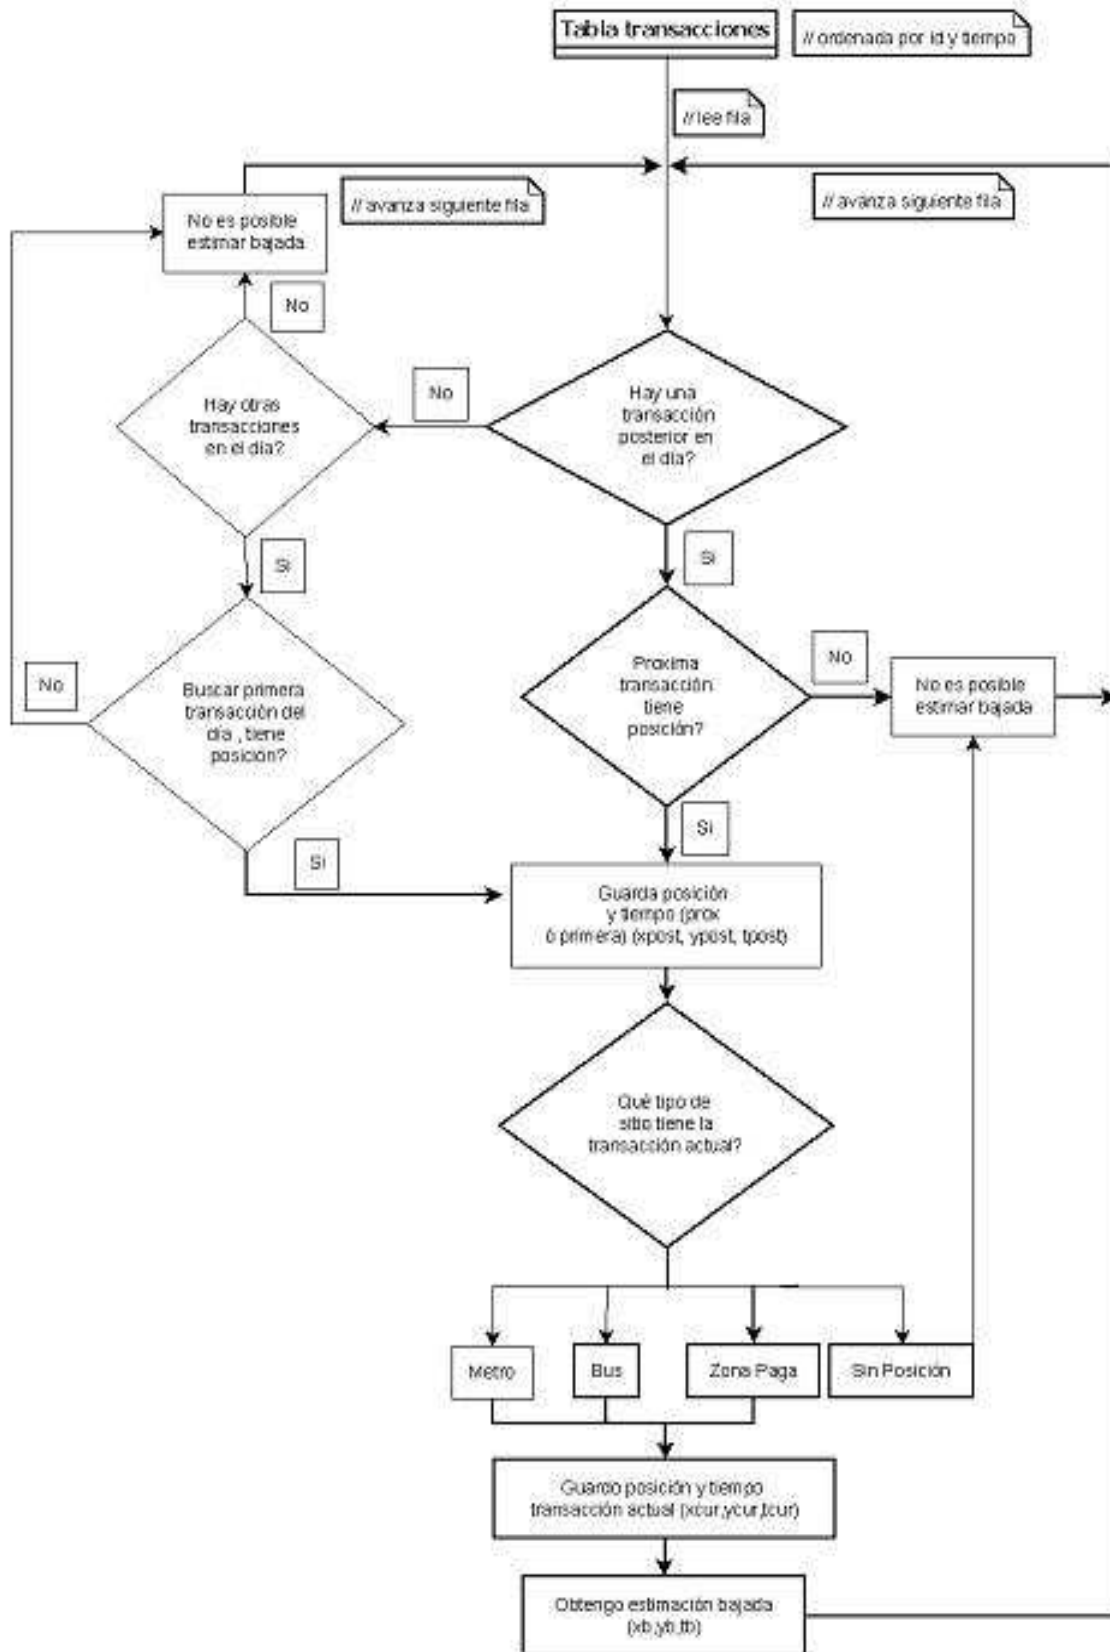 Tabla transacciones
// ordenada por id y tiempo
// lee fila
// avanza siguiente fila
// avanza siguiente fila
No es posible
estimar bajada
No
Hay otras
transacciones
en el día?
No
Hay una
transacción
posterior en
el día?
Si
Si
No
Buscar primera
transacción del
día , tiene
posición?
Proxima
transacción
tiene
posición?
No
No es posible
estimar bajada
Si
Si
Guarda posición
y tiempo (prox
ó primera) (xpost, ypost, tpost)
Qué tipo de
sitio tiene la
transacción actual?
Metro
Bus
Zona Paga
Sin Posición
Guardo posición y tiempo
transacción actual (xcur,ycur,tcur)
Obtengo estimación bajada
(xb,yb,tb)